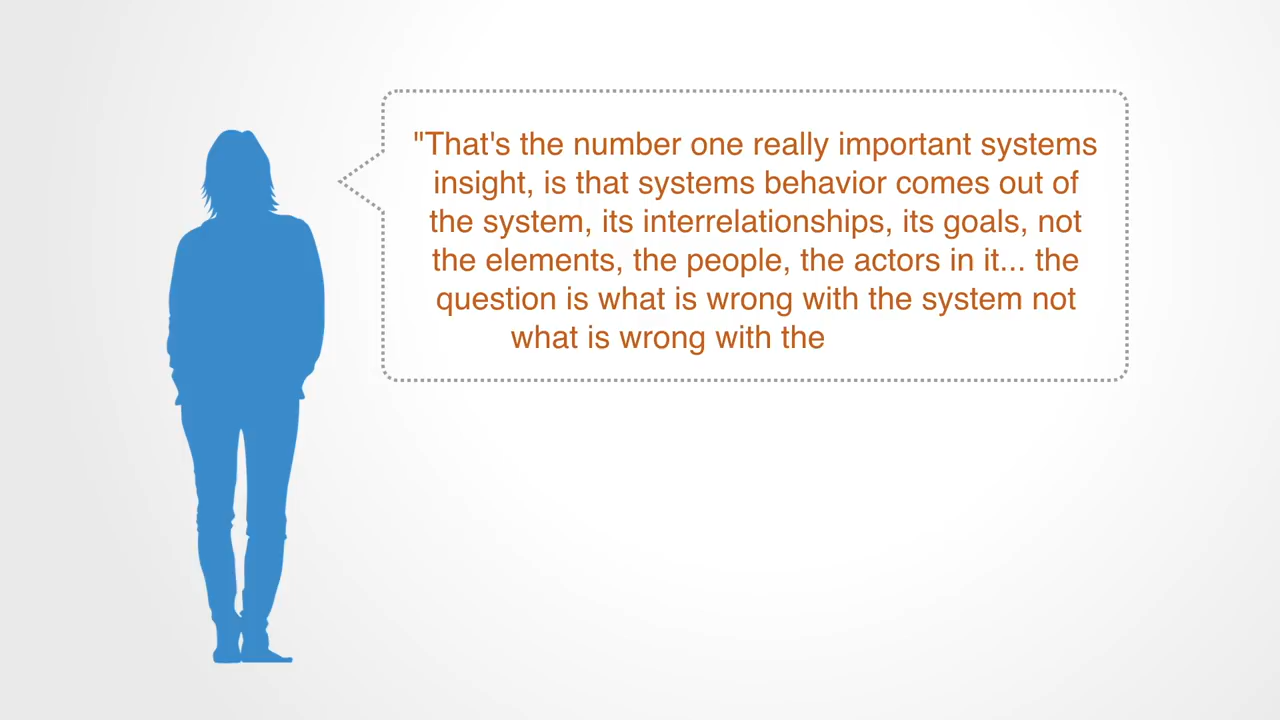 "That's the number one really important systems
insight, is that systems behavior comes out of
the system, its interrelationships, its goals, not
the elements, the people, the actors in it... the
question is what is wrong with the system not
what is wrong with the